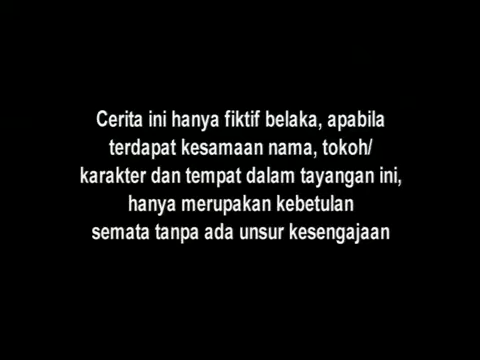 Cerita ini hanya fiktif belaka, apabila
terdapat kesamaan nama, tokoh/
karakter dan tempat dalam tayangan ini,
hanya merupakan kebetulan
semata tanpa ada unsur kesengajaan